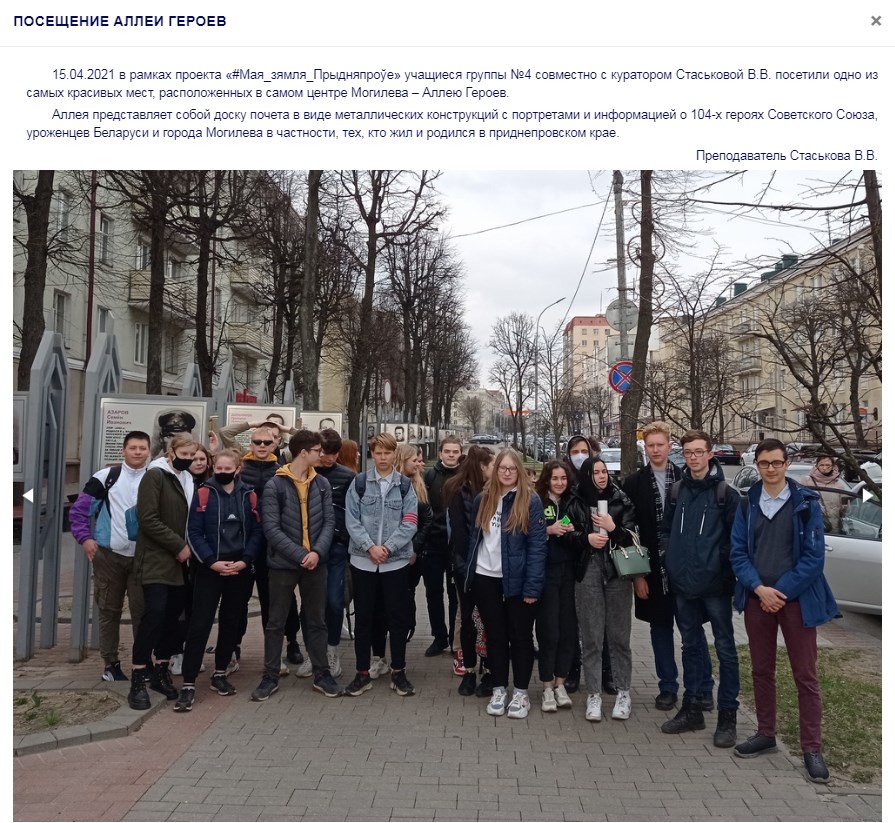 ПОСЕЩЕНИЕ АЛЛЕИ ГЕРОЕВ
15.04.2021 в рамках проекта «#Мая_зямля_Прыдняпроўе» учащиеся группы №4 совместно с куратором Стаськовой В.В. посетили одно из
самых красивых мест, расположенных в самом центре Могилева – Аллею Героев.
Аллея представляет собой доску почета в виде металлических конструкций с портретами и информацией о 104-х героях Советского Союза,
уроженцев Беларуси и города Могилева в частности, тех, кто жил и родился в приднепровском крае.
Преподаватель Стаськова В.В.
АЗАРОВ